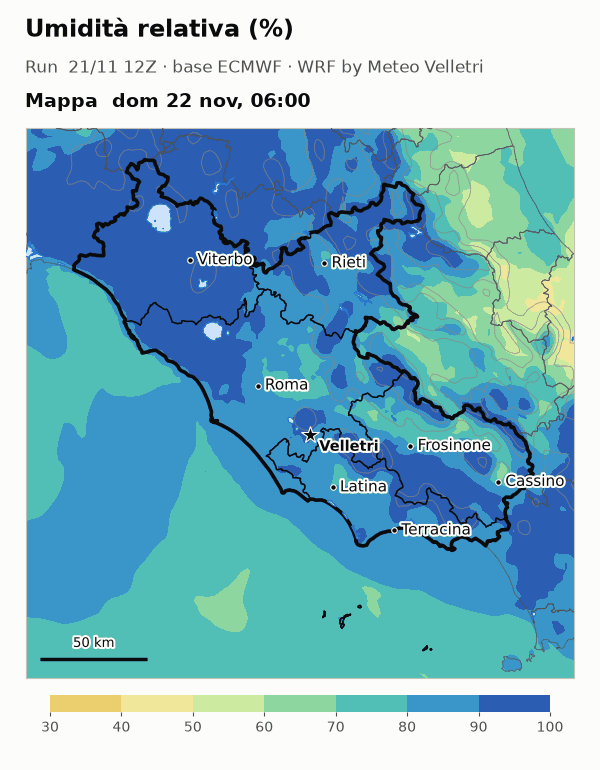 Umidità relativa (%)
Run  21/11 12Z · base ECMWF · WRF by Meteo Velletri
Mappa  dom 22 nov, 06:00
Viterbo
Rieti
Roma
Velletri
Frosinone
Cassino
Latina
Terracina
50 km
30 40 50 60 70 80 90 100